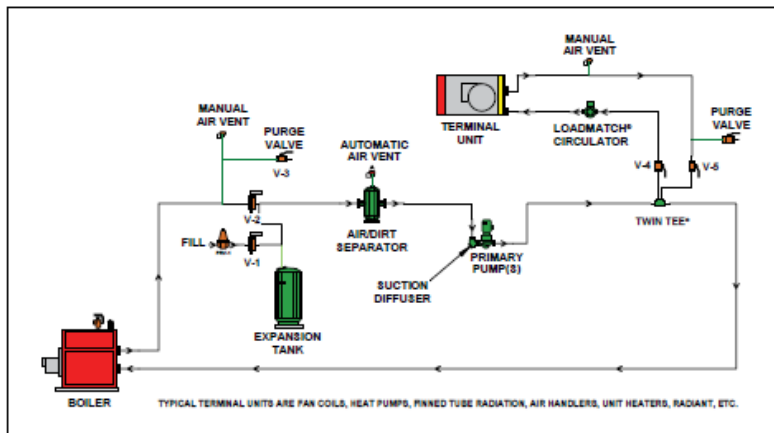 MANUAL
AIR VENT
MANUAL
AIR VENT
PURGE
VALVE
V-3
AUTOMATIC
AIR VENT
TERMINAL
UNIT
LOADMATCH®
CIRCULATOR
PURGE
VALVE
V-4
V-5
V-2
TWIN TEE®
FILL
V-1
AIR/DIRT
SEPARATOR
PRIMARY
PUMP(S)
SUCTION
DIFFUSER
EXPANSION
TANK
BOILER
TYPICAL TERMINAL UNITS ARE FAN COILS, HEAT PUMPS, FINNED TUBE RADIATION, AIR HANDLERS, UNIT HEATERS, RADIANT, ETC.